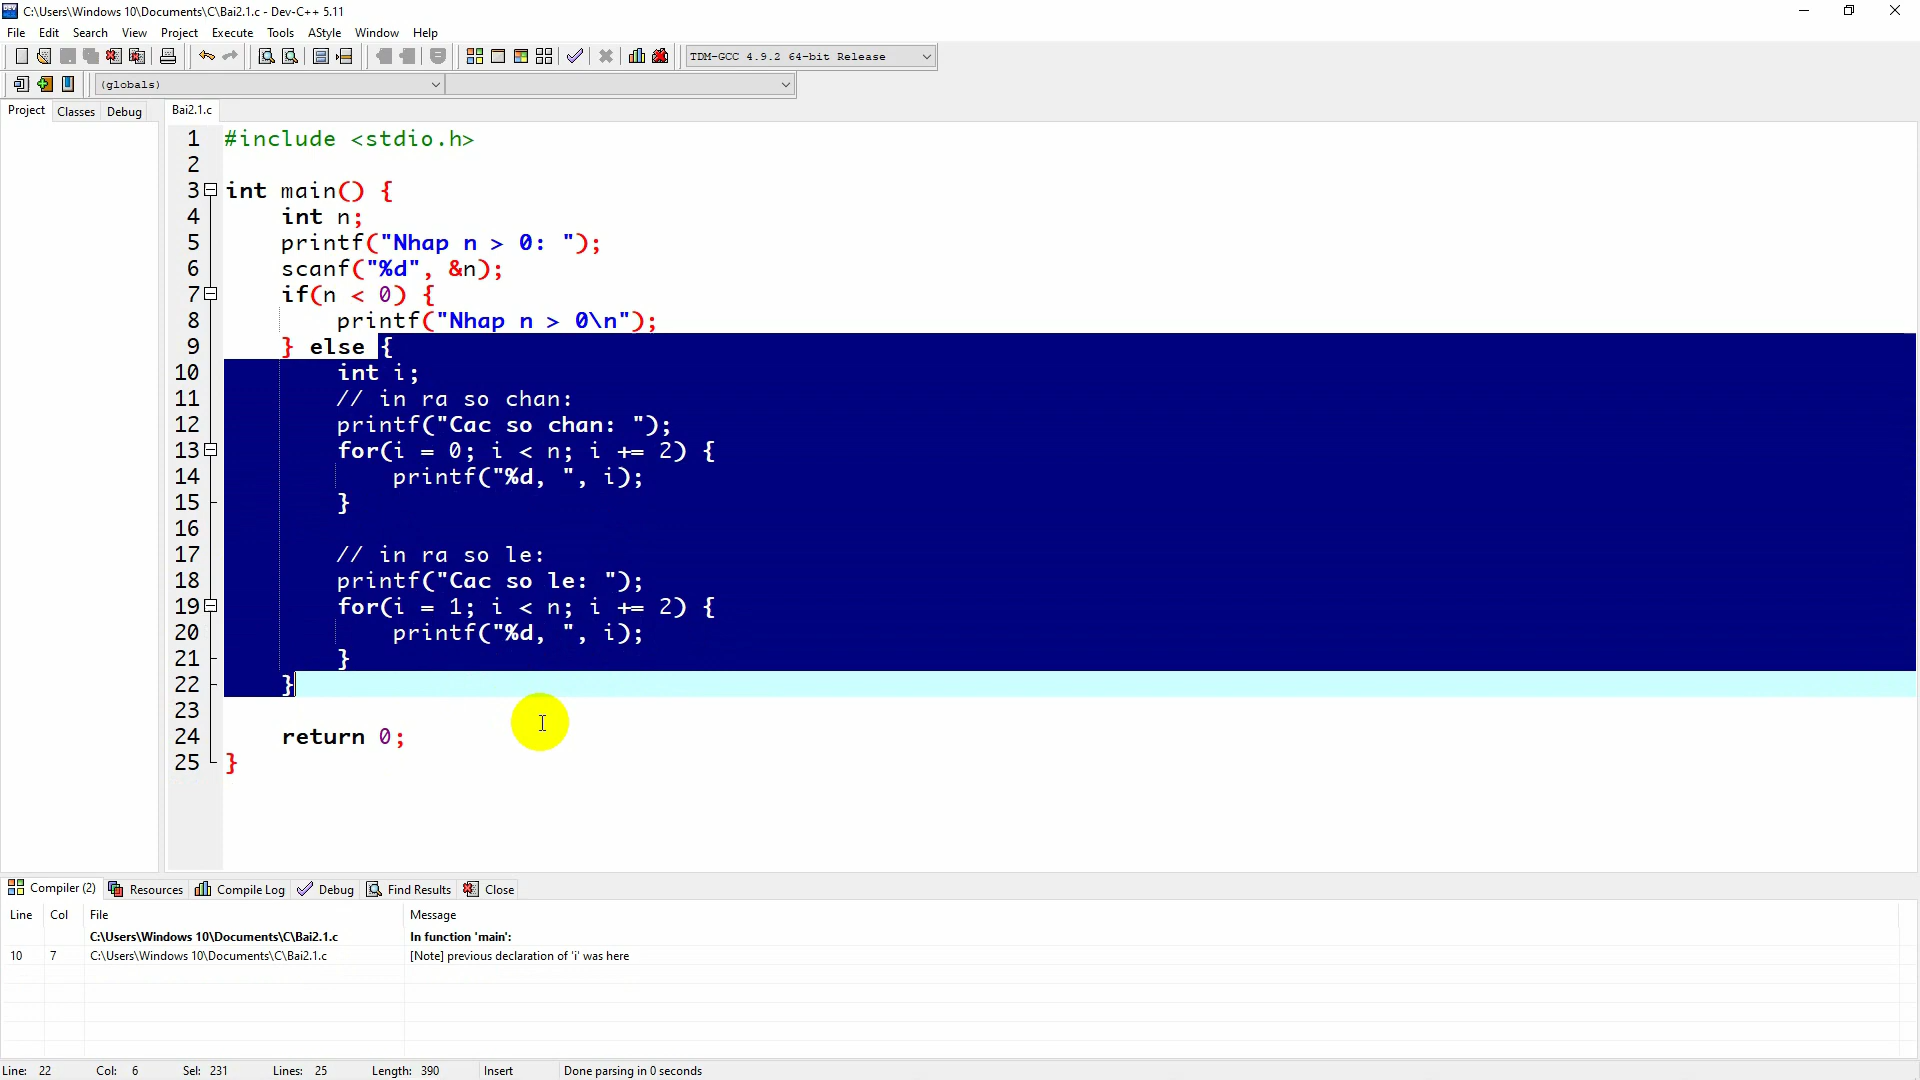 C:\Users\Windows 10\Documents\C\Bai2.1.c - Dev-C++ 5.11
File Edit Search View Project Execute Tools AStyle Window Help
TDM-GCC 4.9.2 64-bit Release
(globals)
Project Classes Debug Bai2.1.c
1 #include <stdio.h>
2
3 int main() {
4 int n;
5 printf("Nhap n > 0: ");
6 scanf("%d", &n);
7 if(n < 0) {
8 printf("Nhap n > 0\n");
9 } else {
10 int i;
11 // in ra so chan:
12 printf("Cac so chan: ");
13 for(i = 0; i < n; i += 2) {
14 printf("%d, ", i);
15 }
16
17 // in ra so le:
18 printf("Cac so le: ");
19 for(i = 1; i < n; i += 2) {
20 printf("%d, ", i);
21 }
22 }
23
24 return 0;
25 }
Compiler (2) Resources Compile Log Debug Find Results Close
Line Col File Message
C:\Users\Windows 10\Documents\C\Bai2.1.c In function 'main':
10 7 C:\Users\Windows 10\Documents\C\Bai2.1.c [Note] previous declaration of 'i' was here
Line: 22 Col: 6 Sel: 231 Lines: 25 Length: 390 Insert Done parsing in 0 seconds